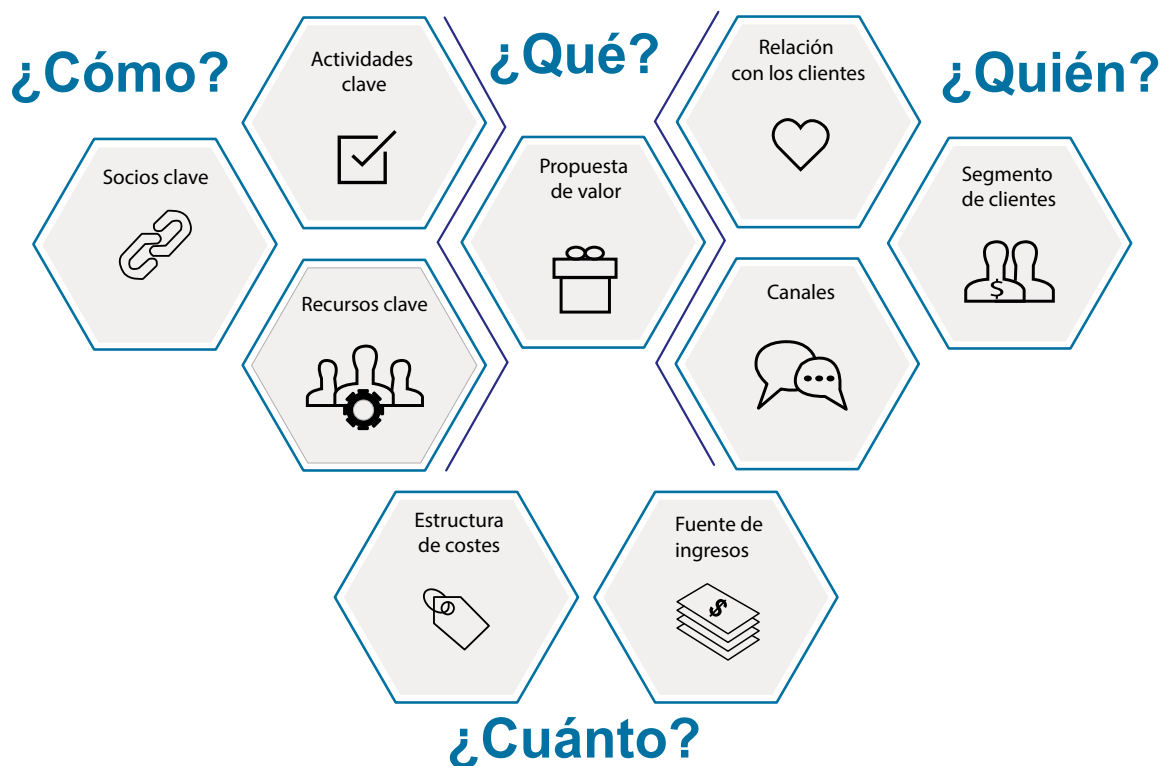 ¿Cómo?
Actividades
clave
Socios clave
Recursos clave
¿Qué?
Propuesta
de valor
Relación
con los clientes
¿Quién?
Segmento
de clientes
$
Canales
Estructura
de costes
Fuente de
ingresos
$
¿Cuánto?